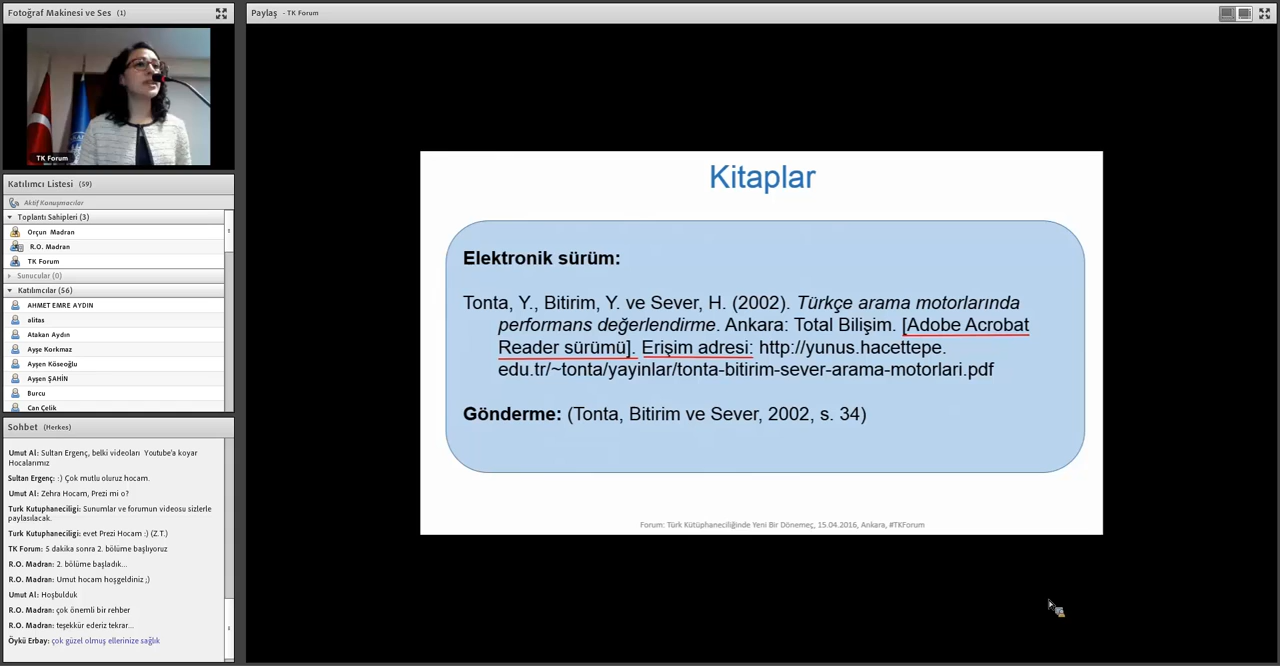 Fotoğraf Makinesi ve Ses (1)
TK Forum
Katılımcı Listesi (59)
Aktif Konuşmacılar
Toplantı Sahipleri (3)
Orçun Madran
R.O. Madran
TK Forum
Sunucular (0)
Katılımcılar (56)
AHMET EMRE AYDIN
alitas
Atakan Aydın
Ayşe Korkmaz
Ayşen Köseoğlu
Ayşen ŞAHİN
Burcu
Can Çelik
Sohbet (Herkes)
Umut Al: Sultan Ergenç, belki videoları Youtube'a koyar
Hocalarımız
Sultan Ergenç: :) Çok mutlu oluruz hocam.
Umut Al: Zehra Hocam, Prezi mi o?
Turk Kutuphaneciligi: Sunumlar ve forumun videosu sizlerle
paylasilacak.
Turk Kutuphaneciligi: evet Prezi Hocam :) (Z.T.)
TK Forum: 5 dakika sonra 2. bölüme başlıyoruz
R.O. Madran: 2. bölüme başladık...
R.O. Madran: Umut hocam hoşgeldiniz ;)
Umut Al: Hoşbulduk
R.O. Madran: çok önemli bir rehber
R.O. Madran: teşekkür ederiz tekrar...
Öykü Erbay: çok güzel olmuş ellerinize sağlık
Paylaş - TK Forum
Kitaplar
Elektronik sürüm:
Tonta, Y., Bitirim, Y. ve Sever, H. (2002). Türkçe arama motorlarında
performans değerlendirme. Ankara: Total Bilişim. [Adobe Acrobat
Reader sürümü]. Erişim adresi: http://yunus.hacettepe.
edu.tr/~tonta/yayinlar/tonta-bitirim-sever-arama-motorlari.pdf
Gönderme: (Tonta, Bitirim ve Sever, 2002, s. 34)
Forum: Türk Kütüphaneciliğinde Yeni Bir Dönemeç, 15.04.2016, Ankara, #TKForum